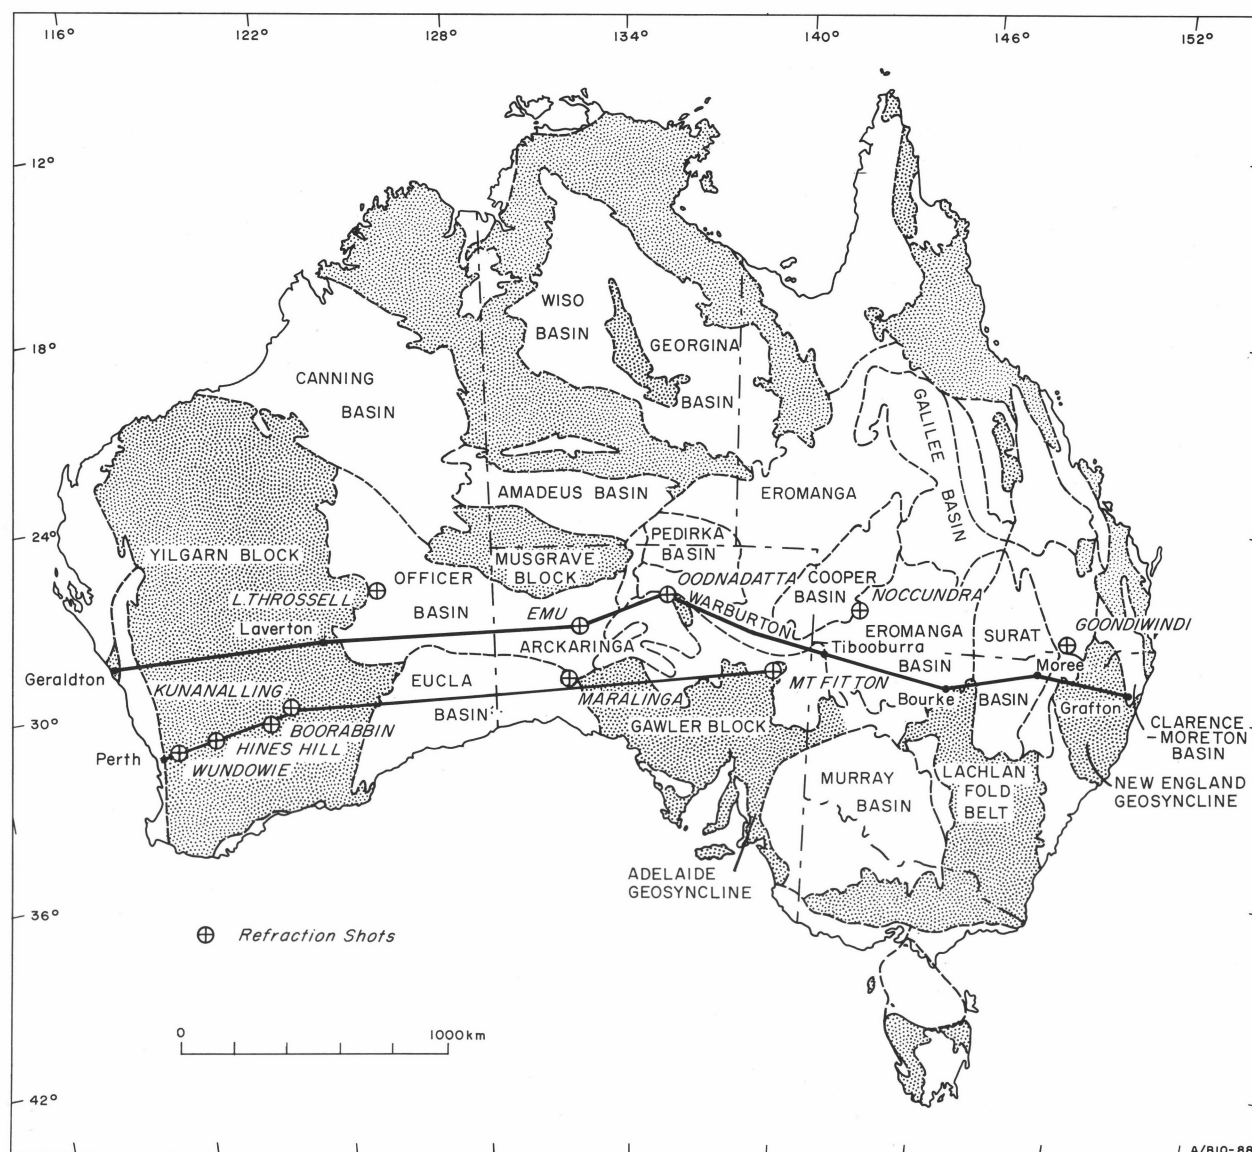 116° 122° 128° 134° 140° 146° 152°
12°
18°
24°
30°
36°
42°
WISO
BASIN
GEORGINA
BASIN
CANNING
BASIN
GALILEE
BASIN
AMADEUS BASIN
EROMANGA
YILGARN BLOCK
PEDIRKA
BASIN
MUSGRAVE
BLOCK
OFFICER
BASIN
L.THROSSELL
EMU
OODNADATTA
WARBURTON
COOPER
BASIN
NOCCUNDRA
Laverton
ARCKARINGA
EROMANGA
BASIN
SURAT
BASIN
GOONDIWINDI
Tibooburra
Moree
Geraldton
KUNANALLING
EUCLA
BASIN
MARALINGA
MT FITTON
Bourke
Grafton
GAWLER BLOCK
BOORABBIN
HINES HILL
WUNDOWIE
Perth
CLARENCE
-MORETON
BASIN
MURRAY
BASIN
LACHLAN
FOLD
BELT
NEW ENGLAND
GEOSYNCLINE
ADELAIDE
GEOSYNCLINE
Refraction Shots
0 1000km
A/B10-88